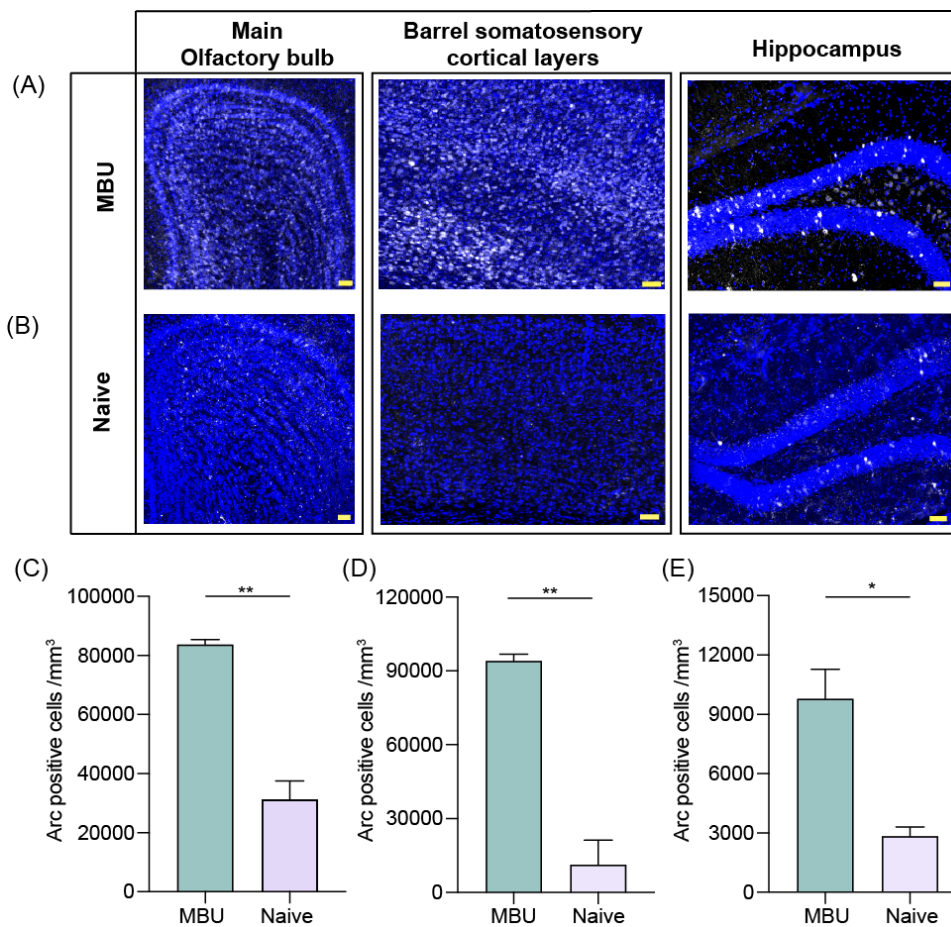 Main
Olfactory bulb
Barrel somatosensory
cortical layers
Hippocampus
(A)
MBU
(B)
Naive
(C)
(D)
(E)
Arc positive cells /mm³
100000
80000
60000
40000
20000
0
**
MBU
Naive
Arc positive cells /mm³
120000
90000
60000
30000
0
**
MBU
Naive
Arc positive cells /mm³
15000
12000
9000
6000
3000
0
*
MBU
Naive